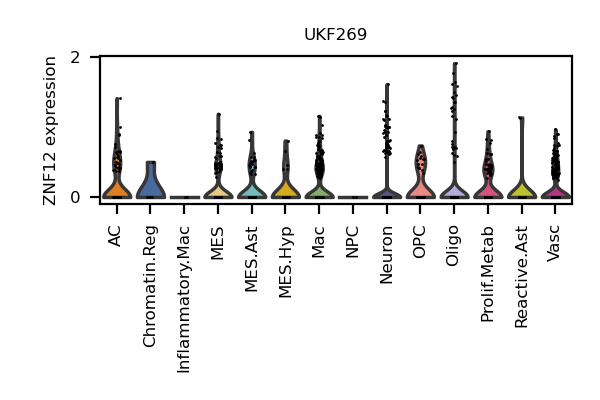 UKF269
ZNF12 expression
2
0
AC
Chromatin.Reg
Inflammatory.Mac
MES
MES.Ast
MES.Hyp
Mac
NPC
Neuron
OPC
Oligo
Prolif.Metab
Reactive.Ast
Vasc